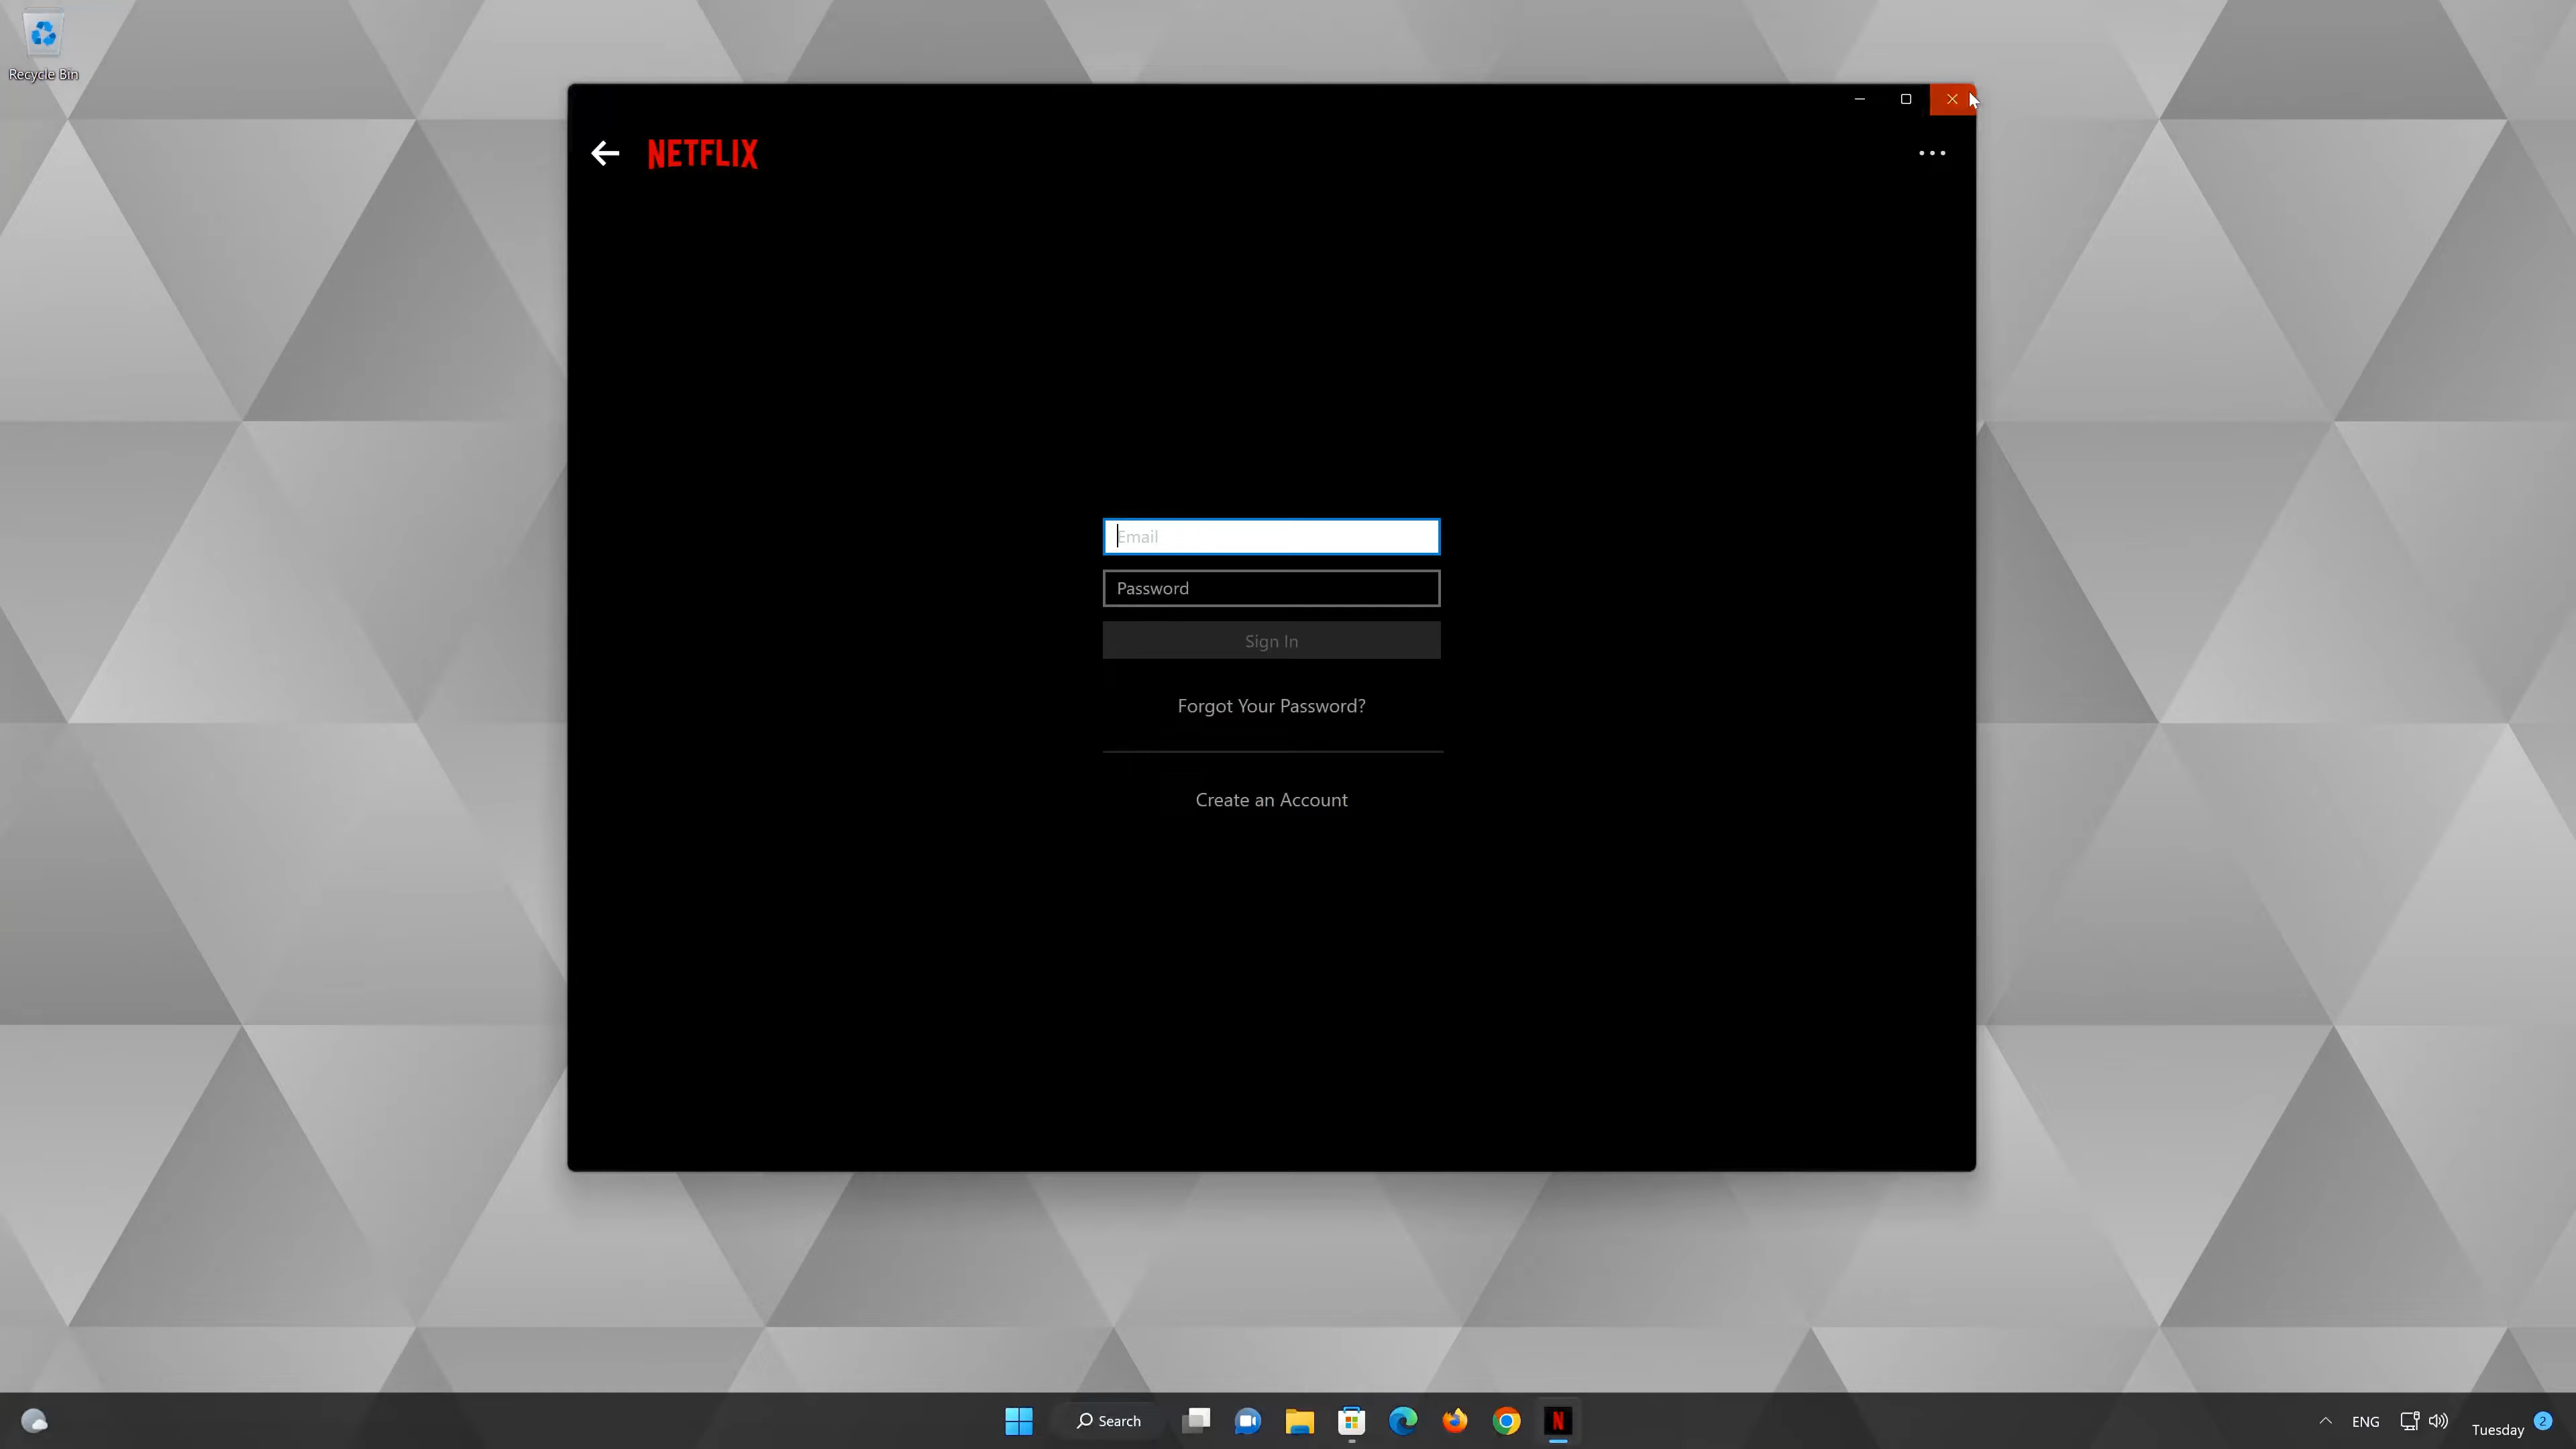 Recycle Bin
NETFLIX
Email
Password
Sign In
Forgot Your Password?
Create an Account
Search
N
ENG
Tuesday
2